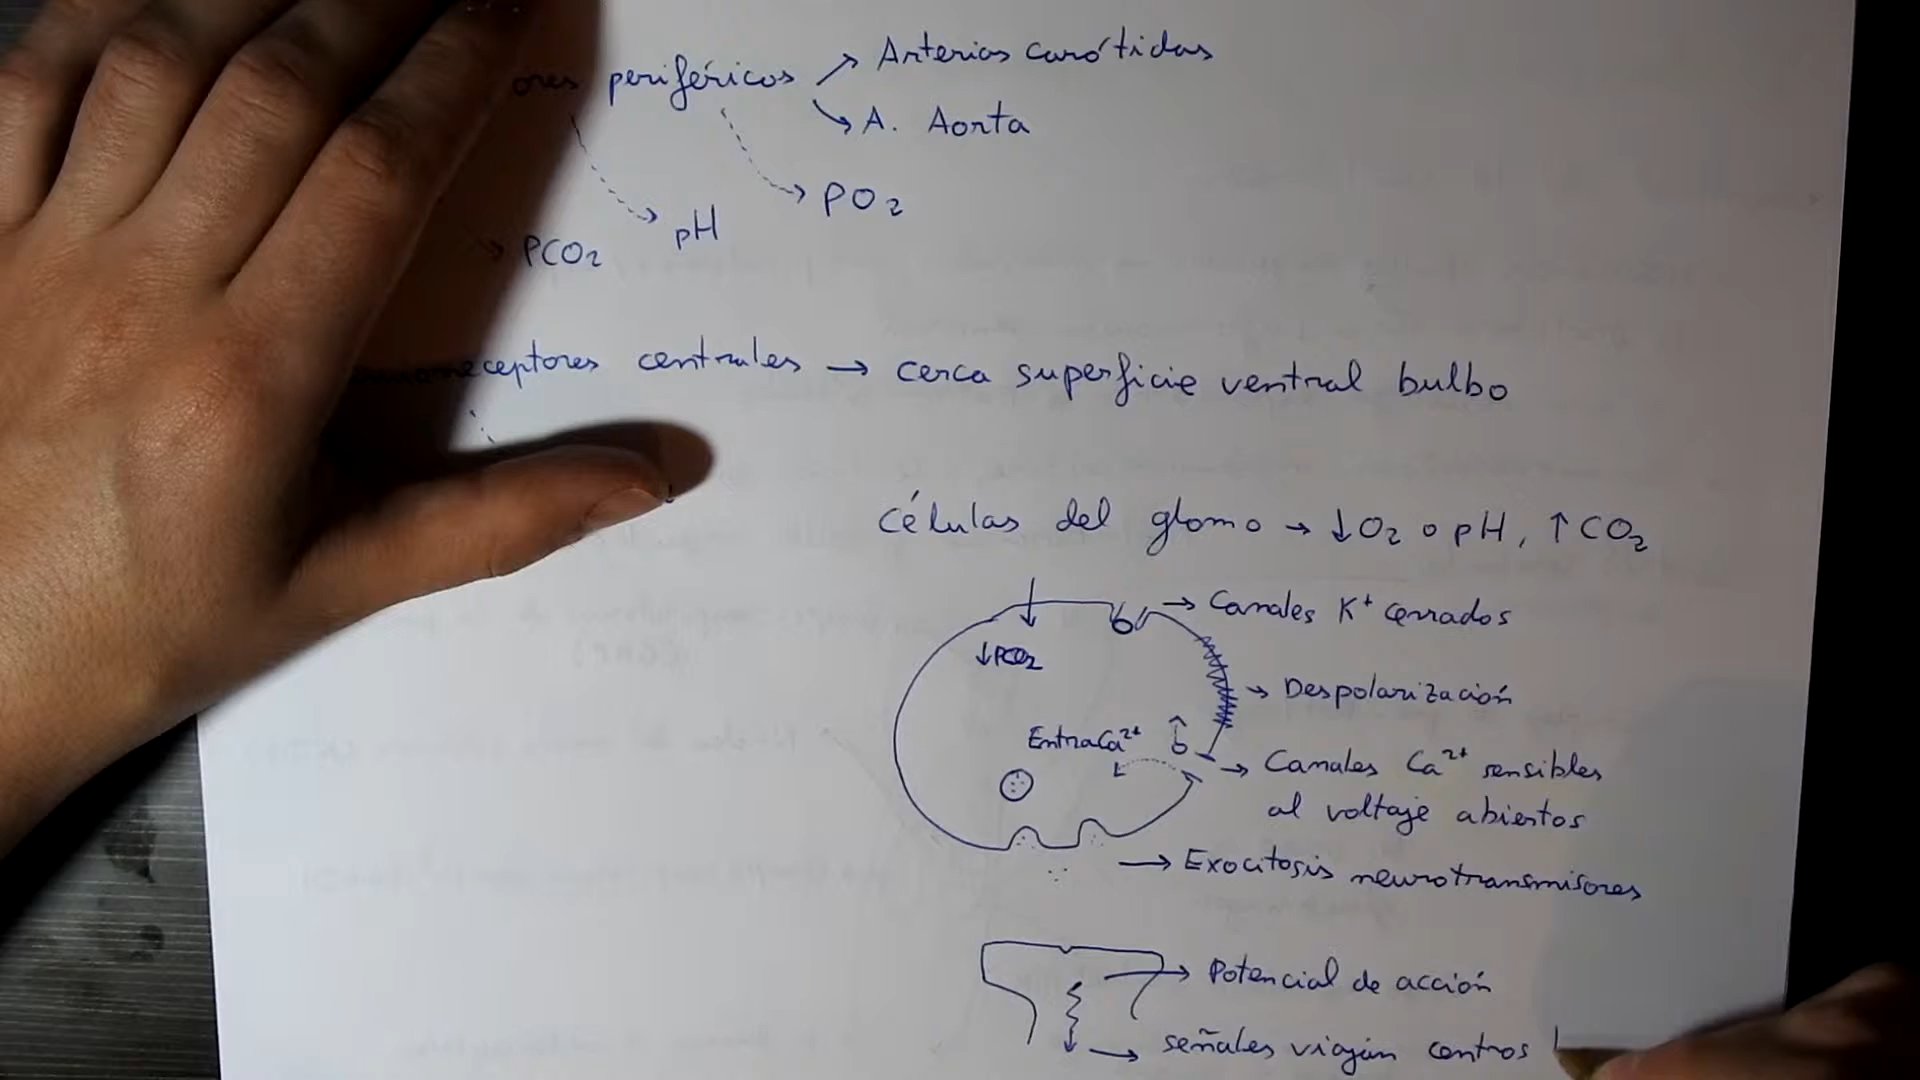 ores periféricos → Arterias carótidas
→ A. Aorta
PO₂
pH
PCO₂
ceptores centrales → cerca superficie ventral bulbo
Células del glomo → ↓O₂ o pH, ↑CO₂
→ Canales K⁺ cerrados
→ Despolarización
Entra Ca²⁺
→ Canales Ca²⁺ sensibles
al voltaje abiertos
→ Exocitosis neurotransmisores
→ Potencial de acción
→ señales viajan centros